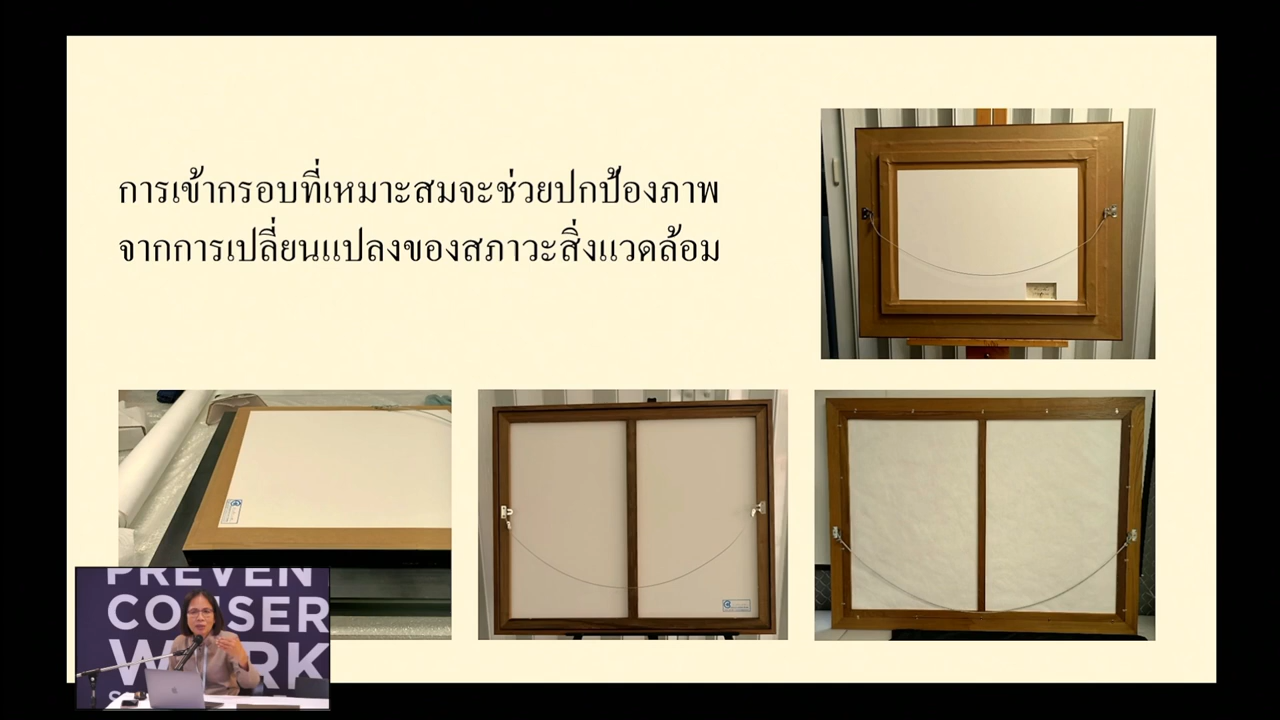 การเข้ากรอบที่เหมาะสมจะช่วยปกป้องภาพ
จากการเปลี่ยนแปลงของสภาวะสิ่งแวดล้อม
PREVEN
CONSER
W RK